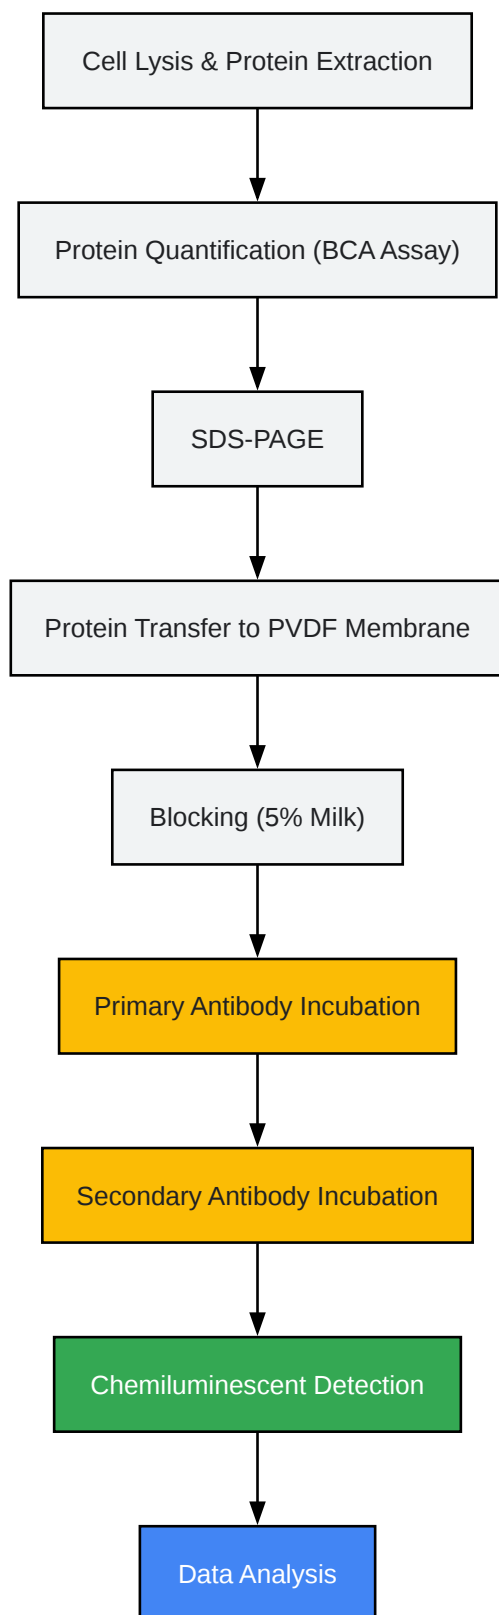 Cell Lysis & Protein Extraction
Protein Quantification (BCA Assay)
SDS-PAGE
Protein Transfer to PVDF Membrane
Blocking (5% Milk)
Primary Antibody Incubation
Secondary Antibody Incubation
Chemiluminescent Detection
Data Analysis